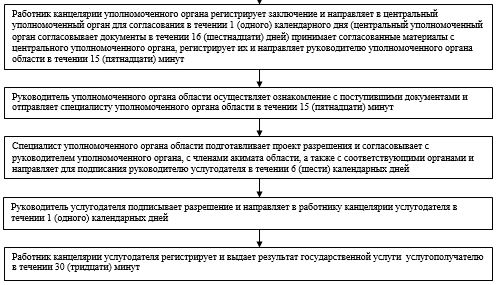 Работник канцелярии уполномоченного органа регистрирует заключение и направляет в центральный
уполномоченный орган для согласования в течении 1 (одного) календарного дня (центральный уполномоченный
орган согласовывает документы в течении 16 (шестнадцати) дней) принимает согласованные материалы с
центрального уполномоченного органа, регистрирует их и направляет руководителю уполномоченного органа
области в течении 15 (пятнадцати) минут
Руководитель уполномоченного органа области осуществляет ознакомление с поступившими документами и
отправляет специалисту уполномоченного органа области в течении 15 (пятнадцати) минут
Специалист уполномоченного органа области подготавливает проект разрешения и согласовывает с
руководителем уполномоченного органа, с членами акимата области, а также с соответствующими органами и
направляет для подписания руководителю услугодателя в течении 6 (шести) календарных дней
Руководитель услугодателя подписывает разрешение и направляет в работнику канцелярии услугодателя в
течении 1 (одного) календарных дней
Работник канцелярии услугодателя регистрирует и выдает результат государственной услуги услугополучателю
в течении 30 (тридцати) минут